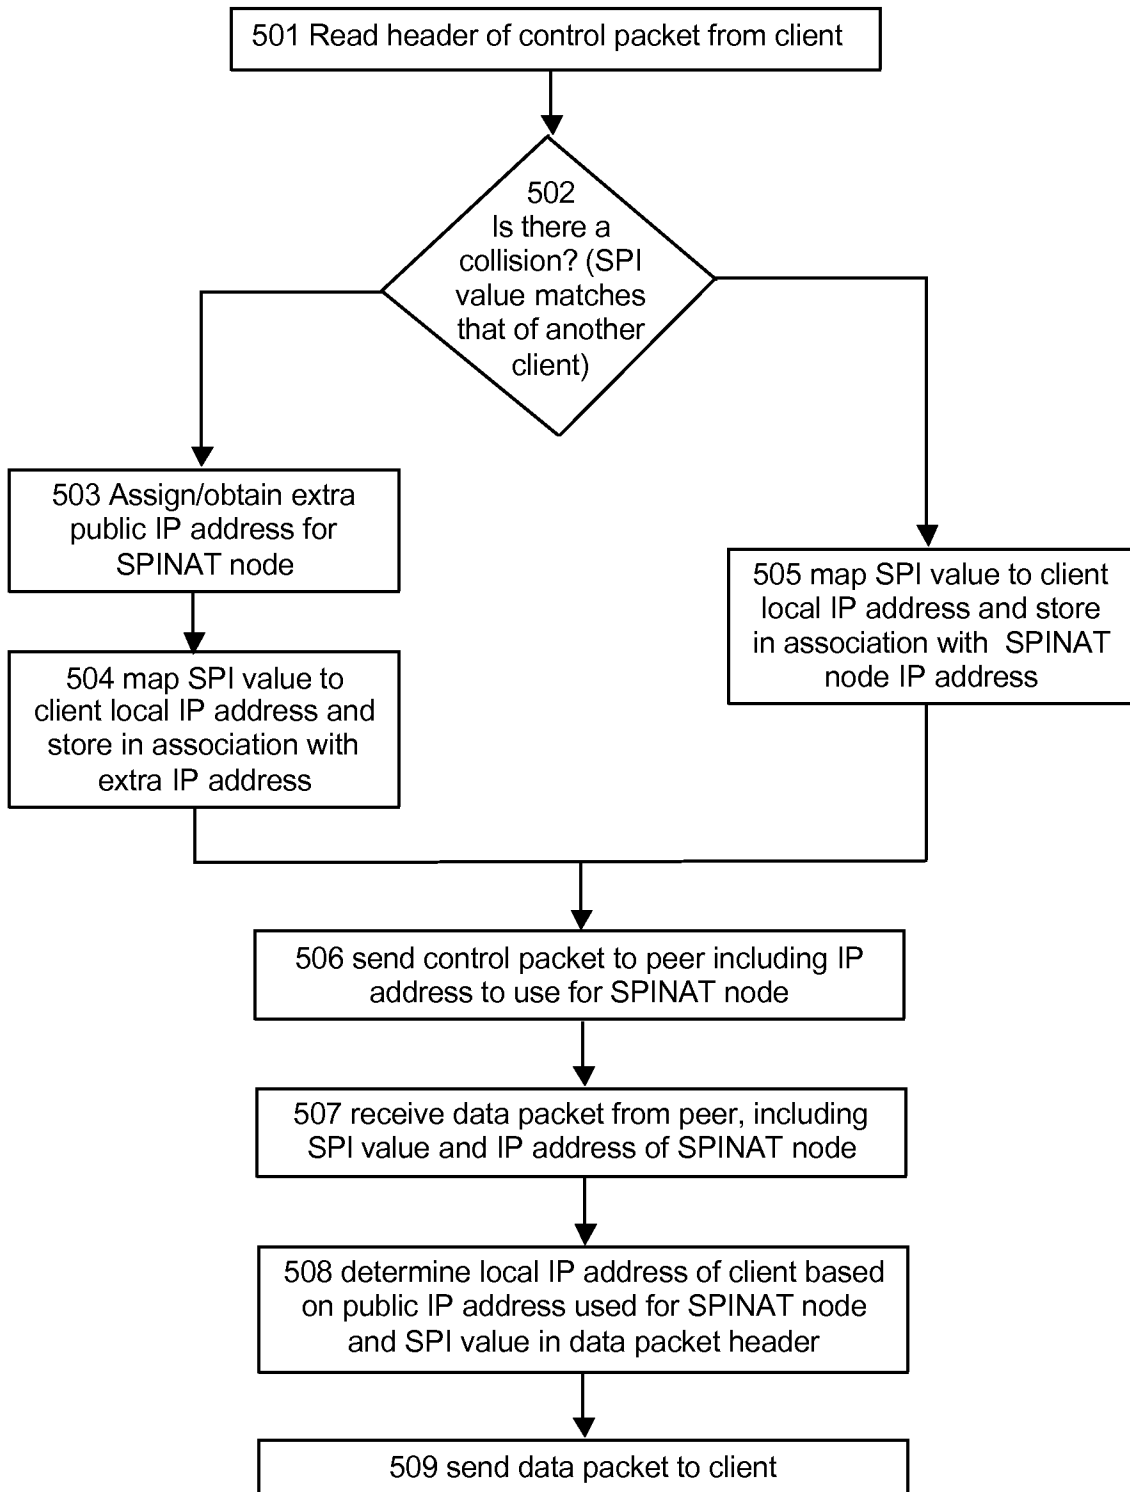 501 Read header of control packet from client
502
Is there a
collision? (SPI
value matches
that of another
client)
503 Assign/obtain extra
public IP address for
SPINAT node
504 map SPI value to
client local IP address and
store in association with
extra IP address
505 map SPI value to client
local IP address and store
in association with SPINAT
node IP address
506 send control packet to peer including IP
address to use for SPINAT node
507 receive data packet from peer, including
SPI value and IP address of SPINAT node
508 determine local IP address of client based
on public IP address used for SPINAT node
and SPI value in data packet header
509 send data packet to client